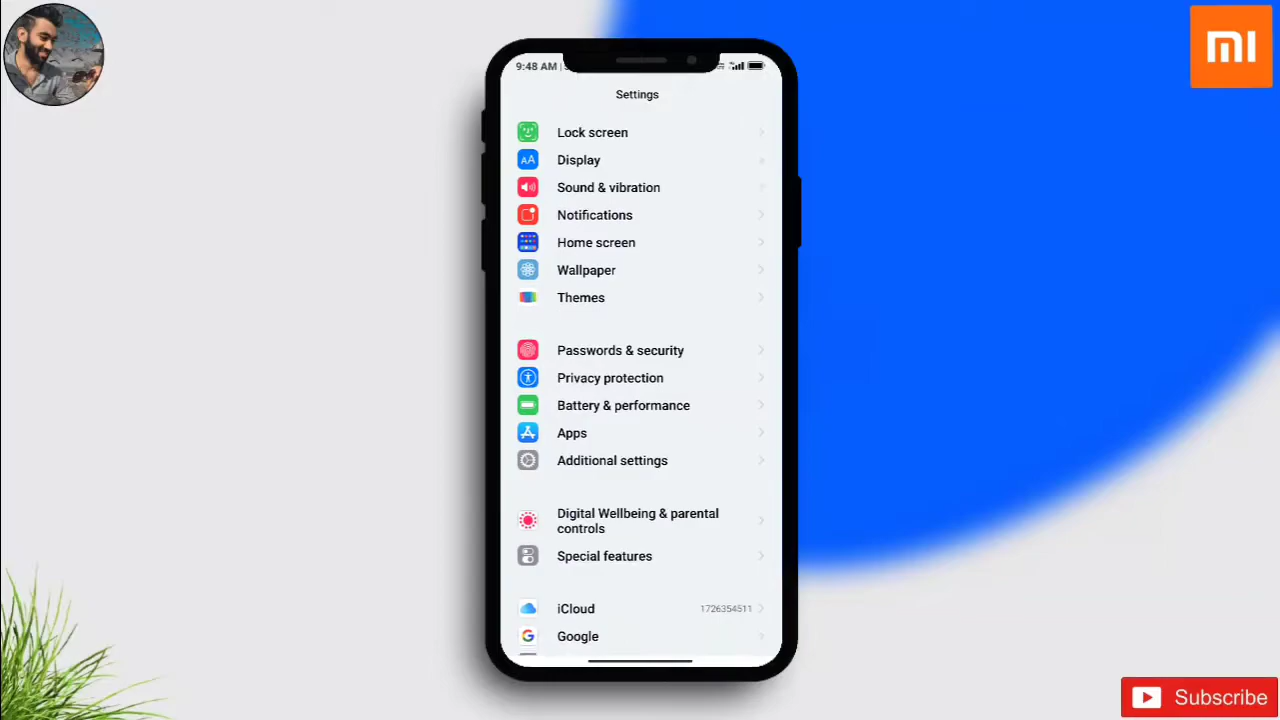 9:48 AM
Settings
Lock screen
Display
Sound & vibration
Notifications
Home screen
Wallpaper
Themes
Passwords & security
Privacy protection
Battery & performance
Apps
Additional settings
Digital Wellbeing & parental
controls
Special features
iCloud 1726354511
Google
mi
Subscribe